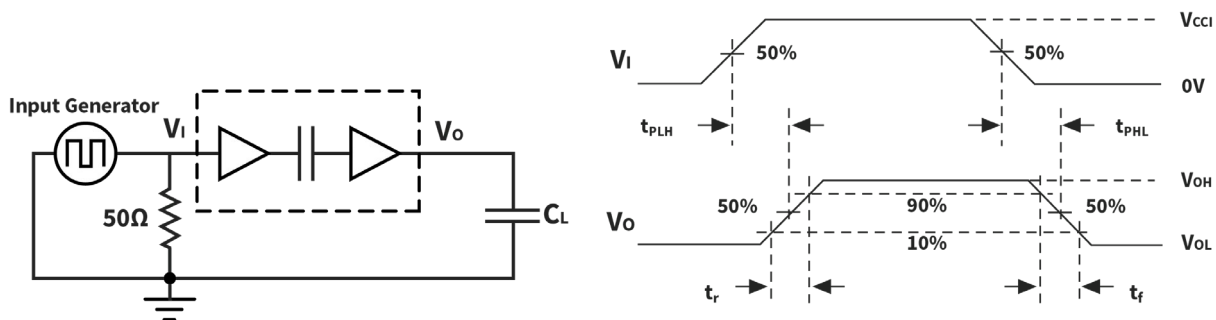 Input Generator
VI
VO
50Ω
CL
VI
50%
50%
VCCI
0V
tPLH
tPHL
VO
50%
90%
50%
10%
VOH
VOL
tr
tf